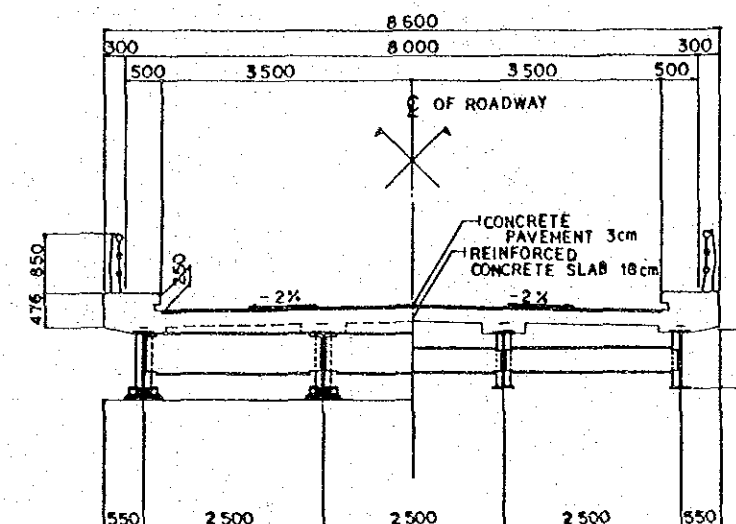 8 600
300 8 000 300
500 3 500 3 500 500
℄ OF ROADWAY
CONCRETE
PAVEMENT 3cm
REINFORCED
CONCRETE SLAB 18cm
850
476
250
-2%
-2%
550 2 500 2 500 2 500 550